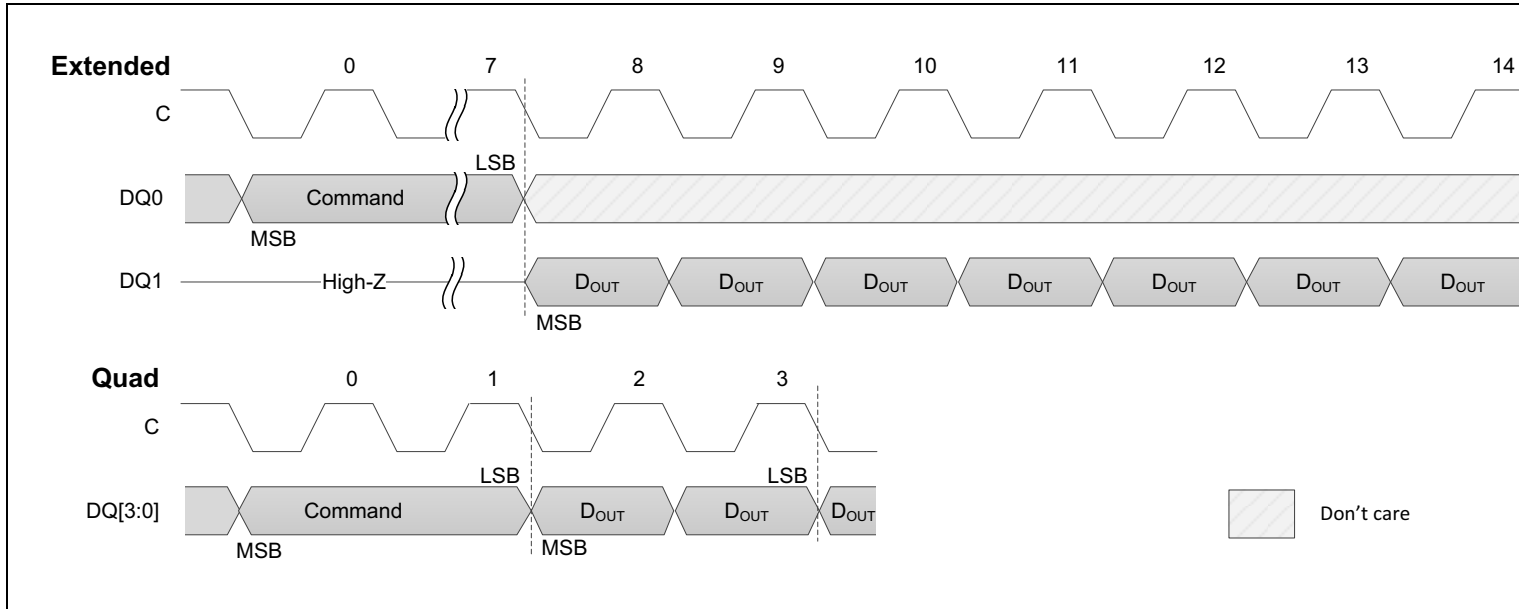 Extended 0 7 8 9 10 11 12 13 14
C
LSB
DQ0 Command
MSB
DQ1 High-Z DOUT DOUT DOUT DOUT DOUT DOUT DOUT
MSB
Quad 0 1 2 3
C
LSB LSB
DQ[3:0] Command DOUT DOUT DOUT Don’t care
MSB MSB